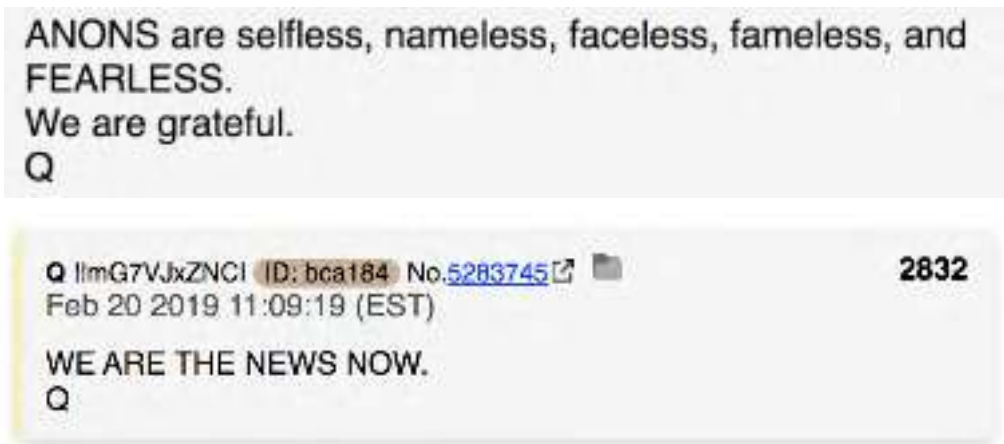 ANONS are selfless, nameless, faceless, fameless, and
FEARLESS.
We are grateful.
Q
Q !!mG7VJxZNCI ID: bca184 No.5283745 2832
Feb 20 2019 11:09:19 (EST)
WE ARE THE NEWS NOW.
Q